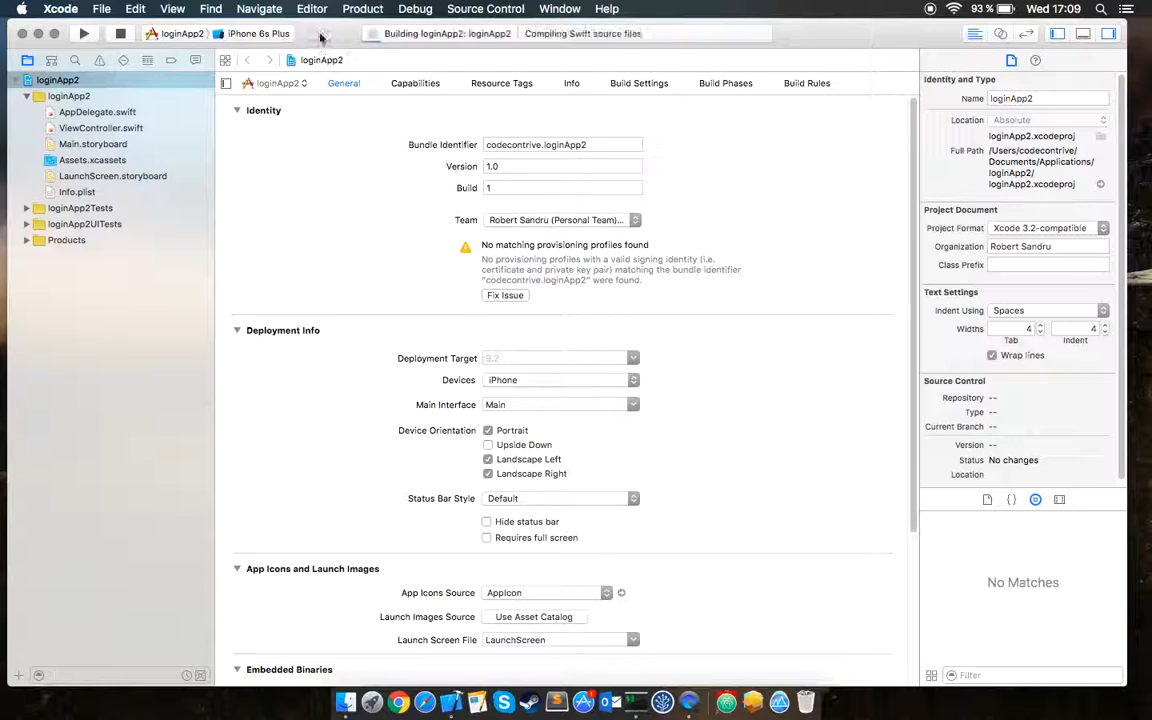 Xcode File Edit View Find Navigate Editor Product Debug Source Control Window Help 93 % Wed 17:09
loginApp2 iPhone 6s Plus Building loginApp2: loginApp2 Compiling Swift source files
loginApp2
loginApp2 General Capabilities Resource Tags Info Build Settings Build Phases Build Rules
loginApp2
loginApp2
AppDelegate.swift
ViewController.swift
Main.storyboard
Assets.xcassets
LaunchScreen.storyboard
Info.plist
loginApp2Tests
loginApp2UITests
Products
Identity
Bundle Identifier codecontrive.loginApp2
Version 1.0
Build 1
Team Robert Sandru (Personal Team)...
No matching provisioning profiles found
No provisioning profiles with a valid signing identity (i.e.
certificate and private key pair) matching the bundle identifier
"codecontrive.loginApp2" were found.
Fix Issue
Deployment Info
Deployment Target 9.2
Devices iPhone
Main Interface Main
Device Orientation Portrait
Upside Down
Landscape Left
Landscape Right
Status Bar Style Default
Hide status bar
Requires full screen
App Icons and Launch Images
App Icons Source AppIcon
Launch Images Source Use Asset Catalog
Launch Screen File LaunchScreen
Embedded Binaries
Identity and Type
Name loginApp2
Location Absolute
loginApp2.xcodeproj
Full Path /Users/codecontrive/
Documents/Applications/
loginApp2/
loginApp2.xcodeproj
Project Document
Project Format Xcode 3.2-compatible
Organization Robert Sandru
Class Prefix
Text Settings
Indent Using Spaces
Widths 4 4
Tab Indent
Wrap lines
Source Control
Repository --
Type --
Current Branch --
Version --
Status No changes
Location
No Matches
Filter